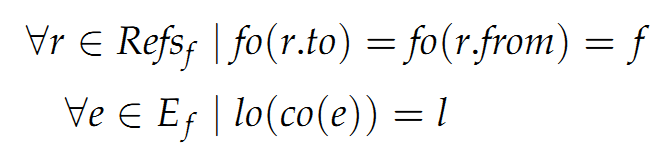 ∀r ∈ Refs_f | fo(r.to) = fo(r.from) = f
∀e ∈ E_f | lo(co(e)) = l